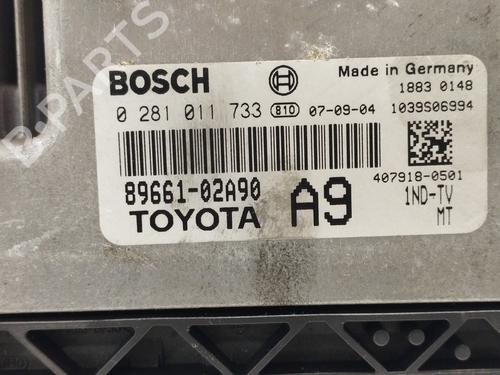 B-PARTS
BOSCH Made in Germany
1883 0148
0 281 011 733 810 07-09-04 1039S06994
407918-0501
89661-02A90 A9 1ND-TV
TOYOTA MT